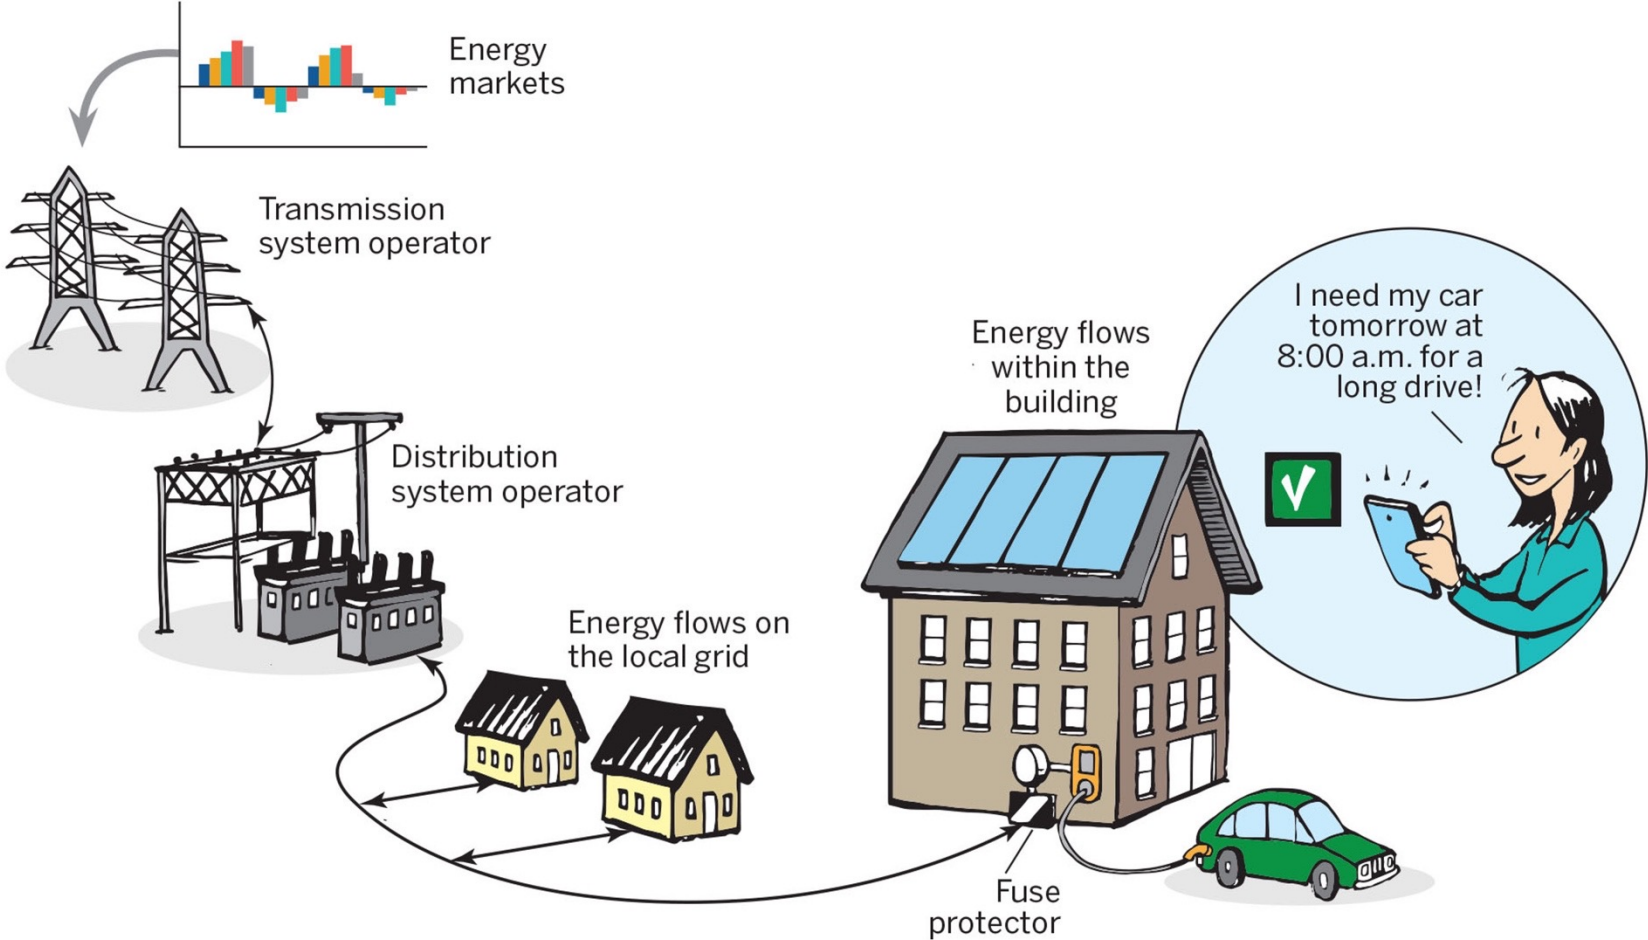 Energy
markets
Transmission
system operator
Distribution
system operator
Energy flows on
the local grid
Energy flows
within the
building
I need my car
tomorrow at
8:00 a.m. for a
long drive!
Fuse
protector